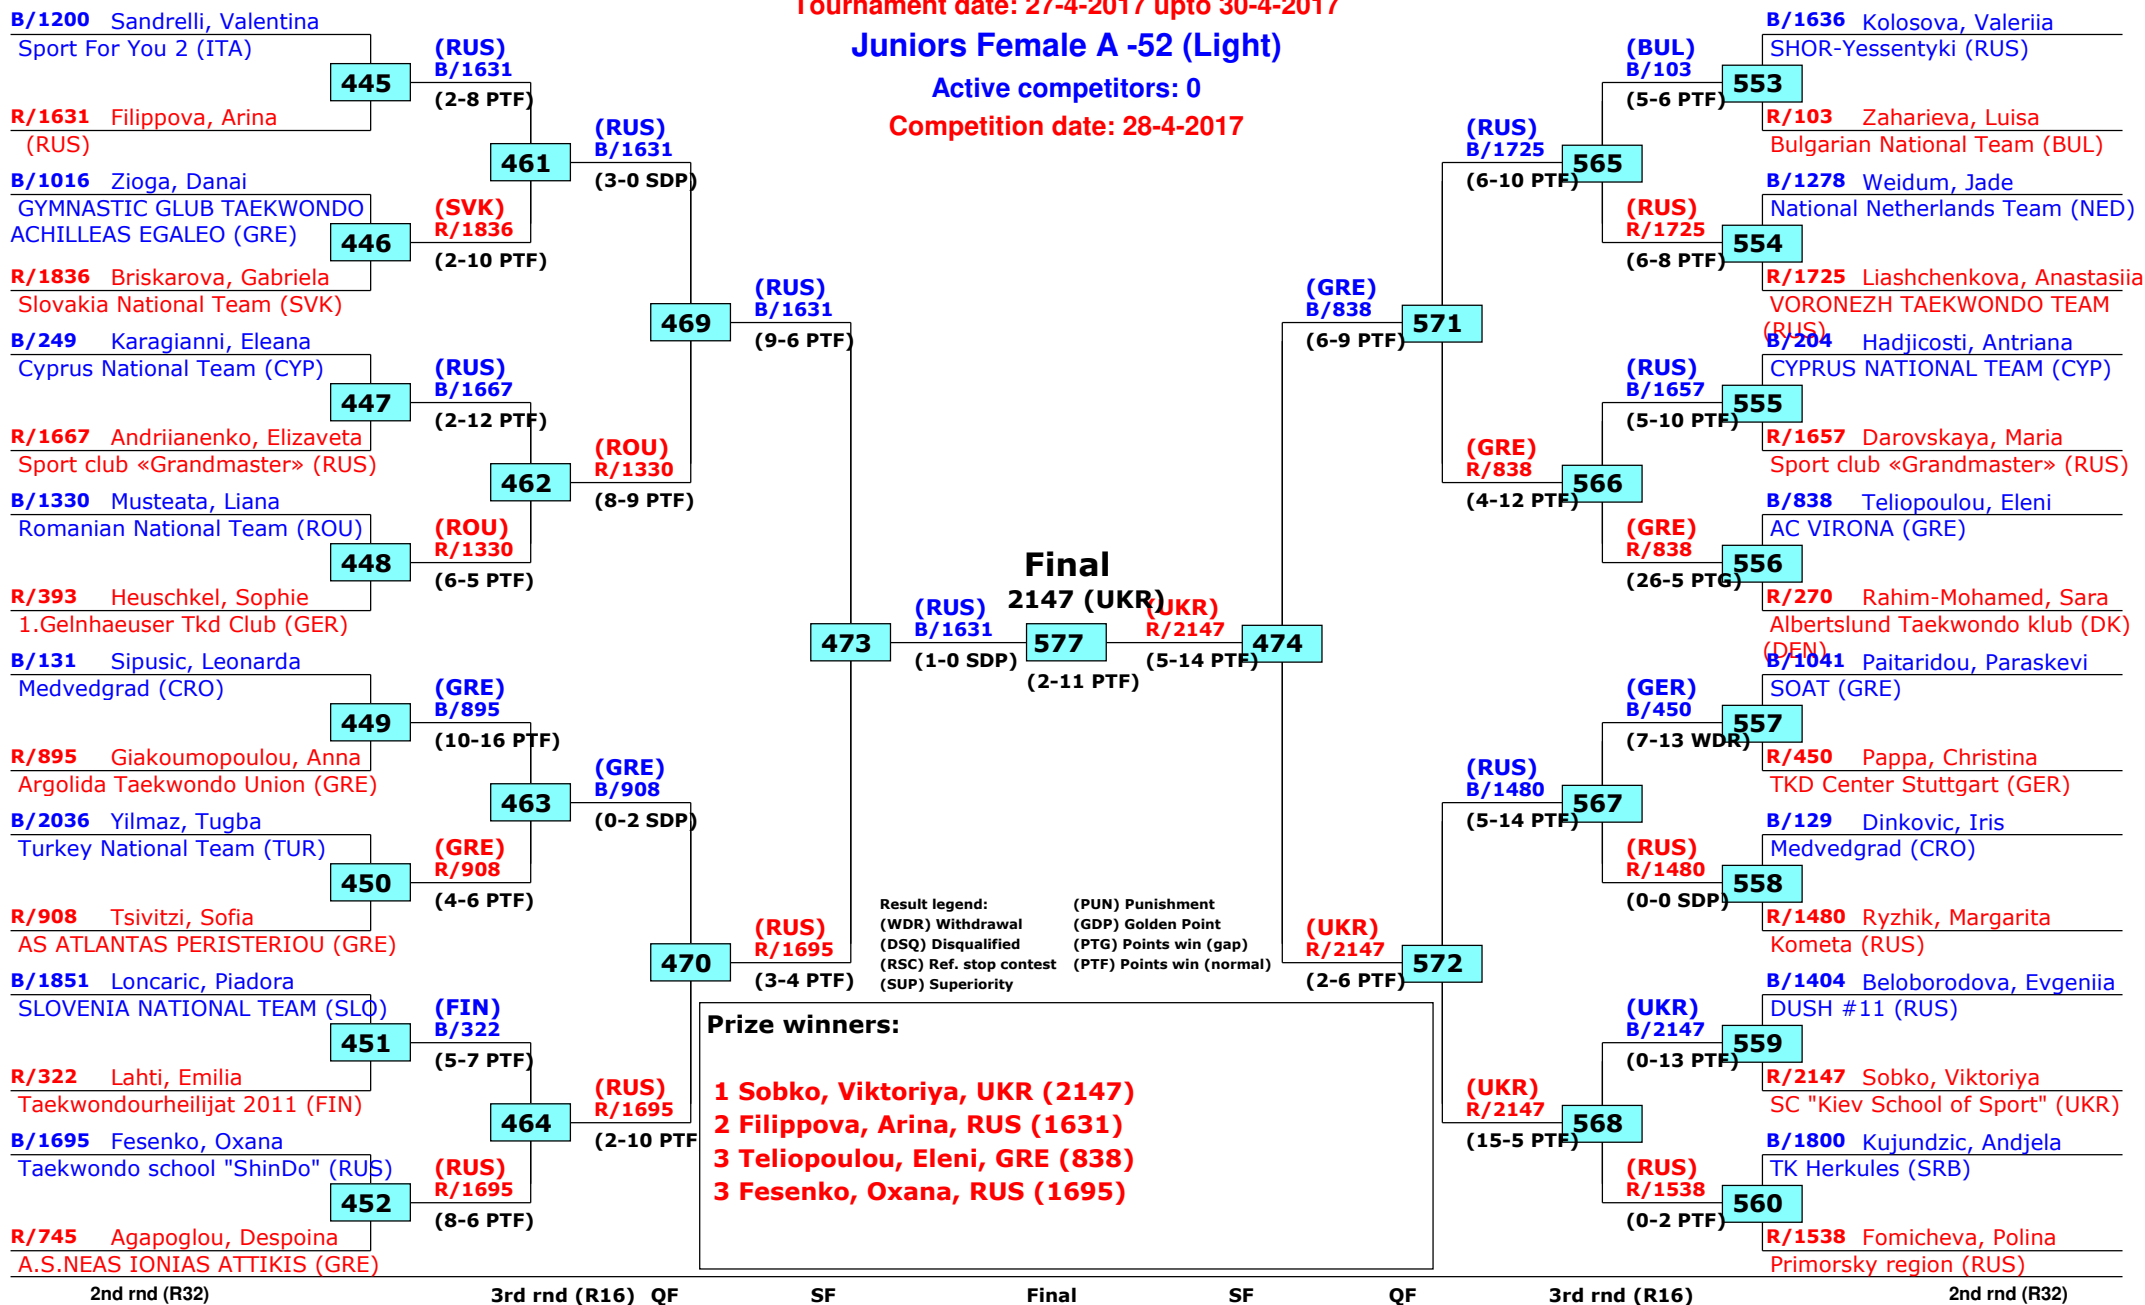 Tournament date: 27-4-2017 upto 30-4-2017
Juniors Female A -52 (Light)
Active competitors: 0
Competition date: 28-4-2017
B/1200 Sandrelli, Valentina
Sport For You 2 (ITA)
445
R/1631 Filippova, Arina
(RUS)
B/1016 Zioga, Danai
GYMNASTIC GLUB TAEKWONDO
ACHILLEAS EGALEO (GRE)
446
R/1836 Briskarova, Gabriela
Slovakia National Team (SVK)
B/249 Karagianni, Eleana
Cyprus National Team (CYP)
447
R/1667 Andriianenko, Elizaveta
Sport club «Grandmaster» (RUS)
B/1330 Musteata, Liana
Romanian National Team (ROU)
448
R/393 Heuschkel, Sophie
1.Gelnhaeuser Tkd Club (GER)
B/131 Sipusic, Leonarda
Medvedgrad (CRO)
449
R/895 Giakoumopoulou, Anna
Argolida Taekwondo Union (GRE)
B/2036 Yilmaz, Tugba
Turkey National Team (TUR)
450
R/908 Tsivitzi, Sofia
AS ATLANTAS PERISTERIOU (GRE)
B/1851 Loncaric, Piadora
SLOVENIA NATIONAL TEAM (SLO)
451
R/322 Lahti, Emilia
Taekwondourheilijat 2011 (FIN)
B/1695 Fesenko, Oxana
Taekwondo school "ShinDo" (RUS)
452
R/745 Agapoglou, Despoina
A.S.NEAS IONIAS ATTIKIS (GRE)
(RUS)
B/1631
(2-8 PTF)
461
(SVK)
R/1836
(2-10 PTF)
(RUS)
B/1667
(2-12 PTF)
462
(ROU)
R/1330
(6-5 PTF)
(GRE)
B/895
(10-16 PTF)
463
(GRE)
R/908
(4-6 PTF)
(FIN)
B/322
(5-7 PTF)
464
(RUS)
R/1695
(8-6 PTF)
(RUS)
B/1631
(3-0 SDP)
469
(ROU)
R/1330
(8-9 PTF)
(GRE)
B/908
(0-2 SDP)
470
(RUS)
R/1695
(2-10 PTF
(RUS)
B/1631
(9-6 PTF)
473
(RUS)
R/1695
(3-4 PTF)
Final
2147 (UKR)
(RUS)
B/1631
(1-0 SDP)
577
(2-11 PTF)
(UKR)
R/2147
(5-14 PTF)
474
(GRE)
B/838
(6-9 PTF)
(UKR)
R/2147
(2-6 PTF)
571
(RUS)
B/1725
(6-10 PTF)
(GRE)
R/838
(4-12 PTF)
572
(RUS)
B/1480
(5-14 PTF)
(UKR)
R/2147
(15-5 PTF)
565
(BUL)
B/103
(5-6 PTF)
(RUS)
R/1725
(6-8 PTF)
566
(RUS)
B/1657
(5-10 PTF)
(GRE)
R/838
(26-5 PTG)
567
(GER)
B/450
(7-13 WDR)
(RUS)
R/1480
(0-0 SDP)
568
(UKR)
B/2147
(0-13 PTF)
(RUS)
R/1538
(0-2 PTF)
B/1636 Kolosova, Valeriia
SHOR-Yessentyki (RUS)
553
R/103 Zaharieva, Luisa
Bulgarian National Team (BUL)
B/1278 Weidum, Jade
National Netherlands Team (NED)
554
R/1725 Liashchenkova, Anastasiia
VORONEZH TAEKWONDO TEAM
(RUS)
B/204 Hadjicosti, Antriana
CYPRUS NATIONAL TEAM (CYP)
555
R/1657 Darovskaya, Maria
Sport club «Grandmaster» (RUS)
B/838 Teliopoulou, Eleni
AC VIRONA (GRE)
556
R/270 Rahim-Mohamed, Sara
Albertslund Taekwondo klub (DK)
(DEN)
B/1041 Paitaridou, Paraskevi
SOAT (GRE)
557
R/450 Pappa, Christina
TKD Center Stuttgart (GER)
B/129 Dinkovic, Iris
Medvedgrad (CRO)
558
R/1480 Ryzhik, Margarita
Kometa (RUS)
B/1404 Beloborodova, Evgeniia
DUSH #11 (RUS)
559
R/2147 Sobko, Viktoriya
SC "Kiev School of Sport" (UKR)
B/1800 Kujundzic, Andjela
TK Herkules (SRB)
560
R/1538 Fomicheva, Polina
Primorsky region (RUS)
Result legend:
(WDR) Withdrawal
(DSQ) Disqualified
(RSC) Ref. stop contest
(SUP) Superiority
(PUN) Punishment
(GDP) Golden Point
(PTG) Points win (gap)
(PTF) Points win (normal)
Prize winners:
1 Sobko, Viktoriya, UKR (2147)
2 Filippova, Arina, RUS (1631)
3 Teliopoulou, Eleni, GRE (838)
3 Fesenko, Oxana, RUS (1695)
2nd rnd (R32) 3rd rnd (R16) QF SF Final SF QF 3rd rnd (R16) 2nd rnd (R32)